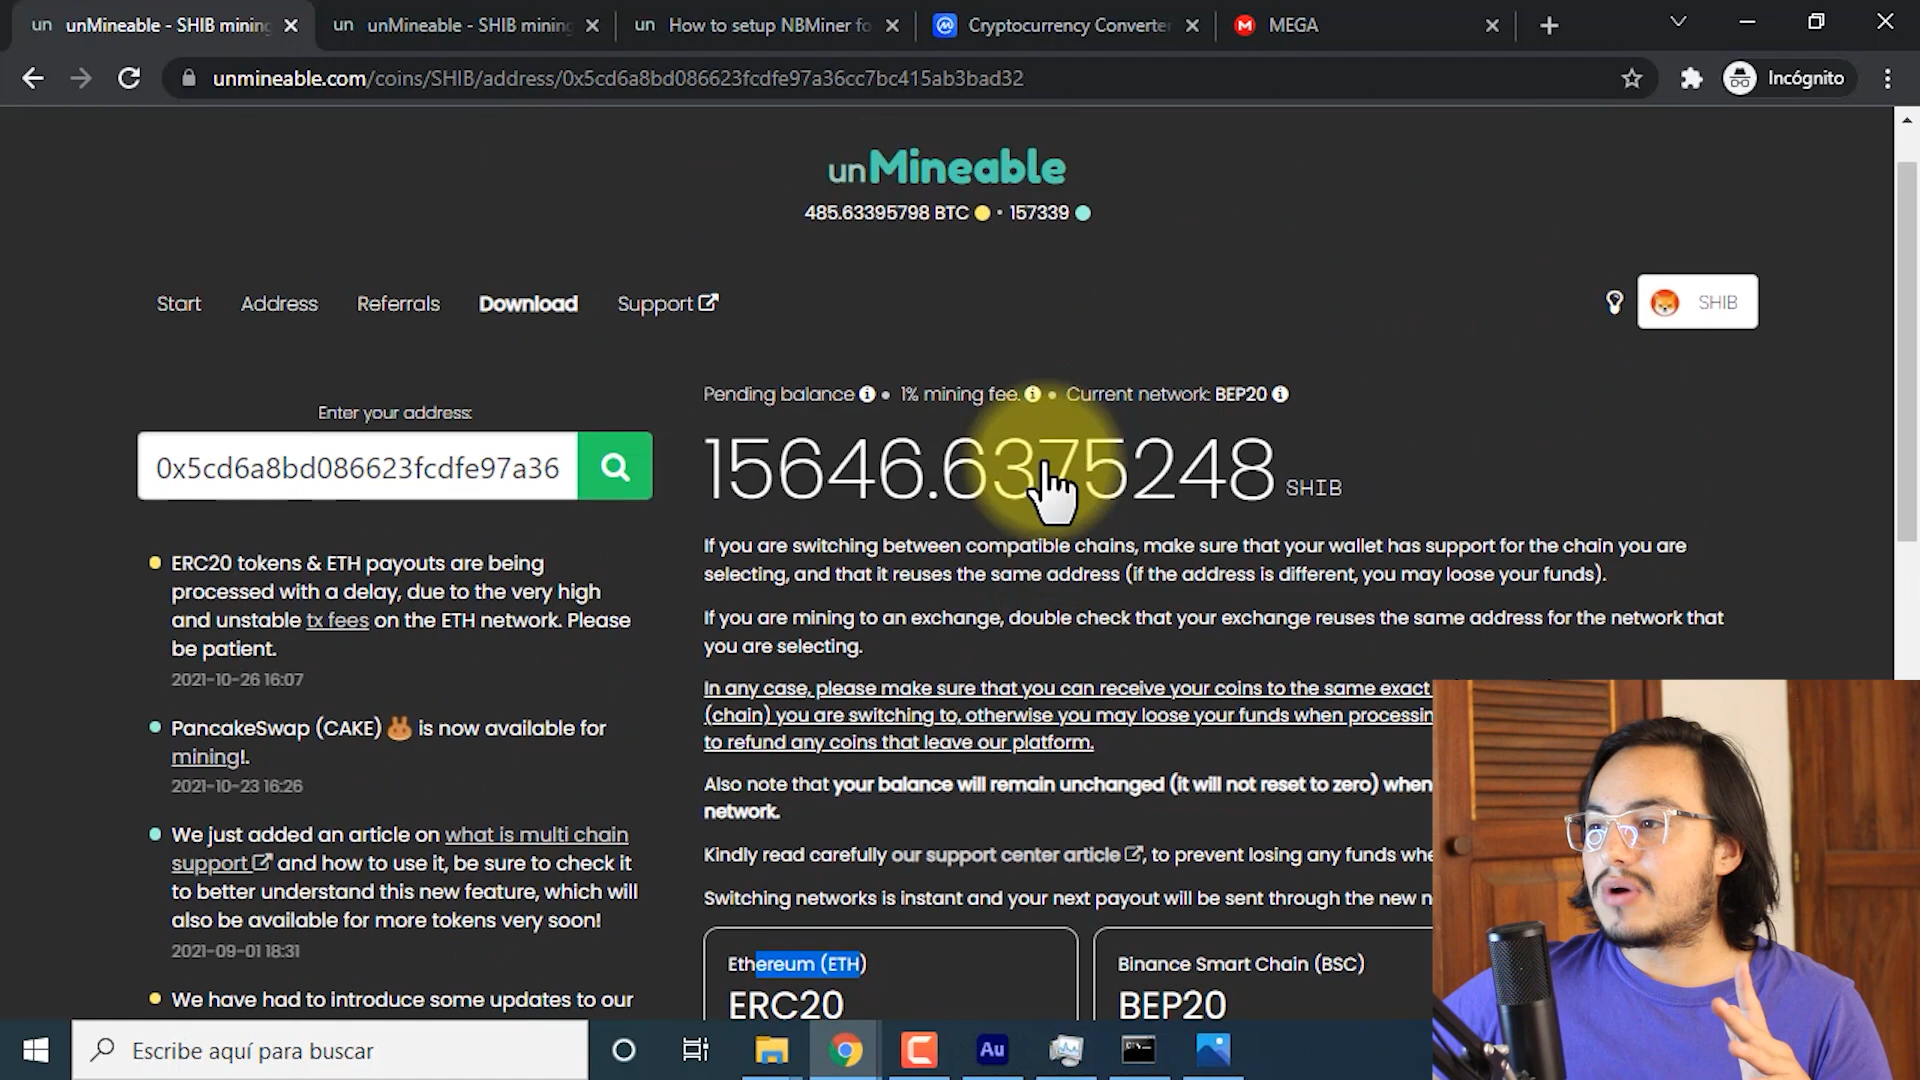 un unMineable - SHIB mining
un unMineable - SHIB mining
un How to setup NBMiner fo
Cryptocurrency Converter
M MEGA
unmineable.com/coins/SHIB/address/0x5cd6a8bd086623fcdfe97a36cc7bc415ab3bad32
Incógnito
unMineable
485.63395798 BTC • 157339
Start Address Referrals Download Support
SHIB
Enter your address:
0x5cd6a8bd086623fcdfe97a36
ERC20 tokens & ETH payouts are being
processed with a delay, due to the very high
and unstable tx fees on the ETH network. Please
be patient.
2021-10-26 16:07
PancakeSwap (CAKE) is now available for
mining!.
2021-10-23 16:26
We just added an article on what is multi chain
support and how to use it, be sure to check it
to better understand this new feature, which will
also be available for more tokens very soon!
2021-09-01 18:31
We have had to introduce some updates to our
Pending balance • 1% mining fee. • Current network: BEP20
15646.6375248 SHIB
If you are switching between compatible chains, make sure that your wallet has support for the chain you are
selecting, and that it reuses the same address (if the address is different, you may loose your funds).
If you are mining to an exchange, double check that your exchange reuses the same address for the network that
you are selecting.
In any case, please make sure that you can receive your coins to the same exact
(chain) you are switching to, otherwise you may loose your funds when processin
to refund any coins that leave our platform.
Also note that your balance will remain unchanged (it will not reset to zero) when
network.
Kindly read carefully our support center article, to prevent losing any funds whe
Switching networks is instant and your next payout will be sent through the new n
Ethereum (ETH)
ERC20
Binance Smart Chain (BSC)
BEP20
Escribe aquí para buscar
Au